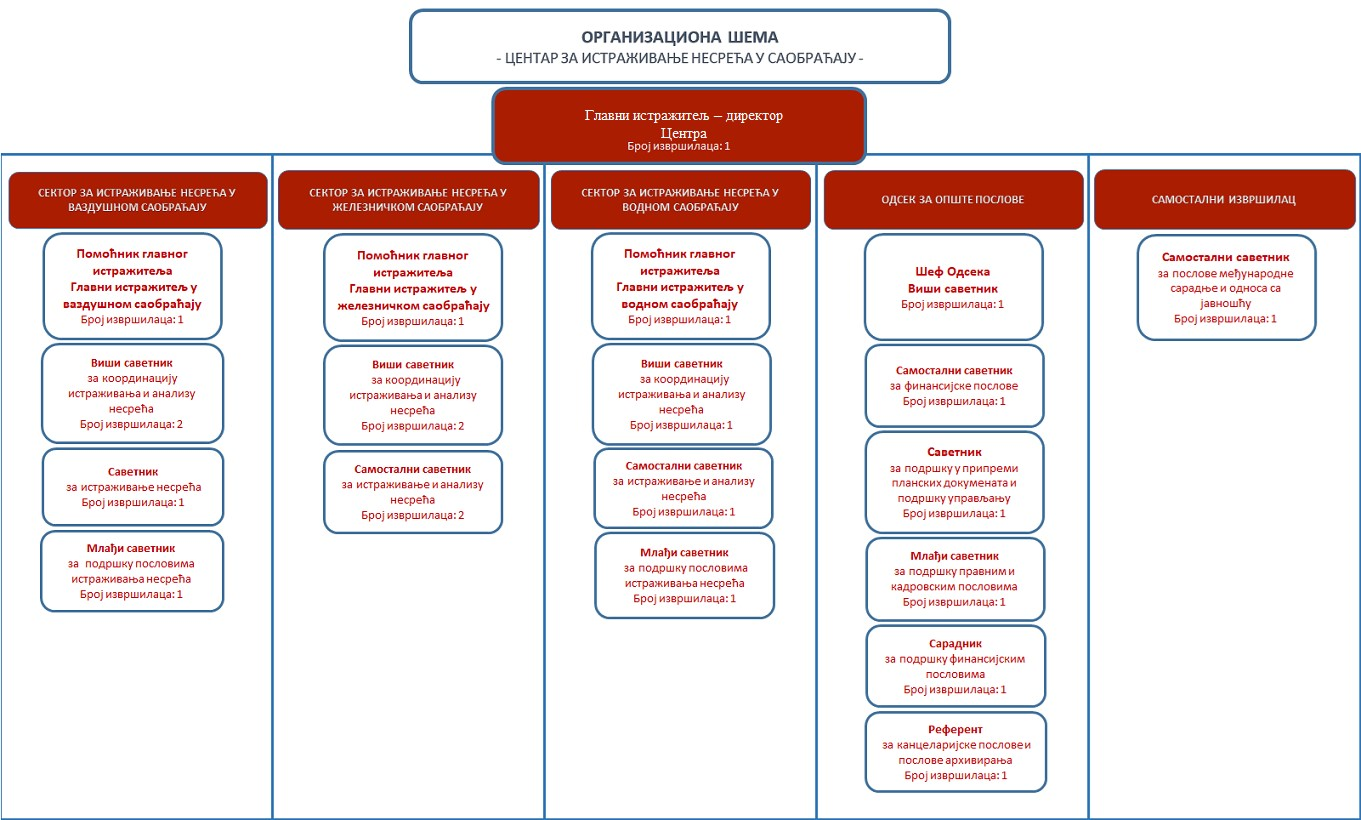 ОРГАНИЗАЦИОНА ШЕМА
- ЦЕНТАР ЗА ИСТРАЖИВАЊЕ НЕСРЕЋА У САОБРАЋАЈУ -
Главни истражитељ – директор
Центра
Број извршилаца: 1
СЕКТОР ЗА ИСТРАЖИВАЊЕ НЕСРЕЋА У
ВАЗДУШНОМ САОБРАЋАЈУ
Помоћник главног
истражитеља
Главни истражитељ у
ваздушном саобраћају
Број извршилаца: 1
Виши саветник
за координацију
истраживања и анализу
несрећа
Број извршилаца: 2
Саветник
за истраживање несрећа
Број извршилаца: 1
Млађи саветник
за подршку пословима
истраживања несрећа
Број извршилаца: 1
СЕКТОР ЗА ИСТРАЖИВАЊЕ НЕСРЕЋА У
ЖЕЛЕЗНИЧКОМ САОБРАЋАЈУ
Помоћник главног
истражитеља
Главни истражитељ у
железничком саобраћају
Број извршилаца: 1
Виши саветник
за координацију
истраживања и анализу
несрећа
Број извршилаца: 2
Самостални саветник
за истраживање и анализу
несрећа
Број извршилаца: 2
СЕКТОР ЗА ИСТРАЖИВАЊЕ НЕСРЕЋА У
ВОДНОМ САОБРАЋАЈУ
Помоћник главног
истражитеља
Главни истражитељ у
водном саобраћају
Број извршилаца: 1
Виши саветник
за координацију
истраживања и анализу
несрећа
Број извршилаца: 1
Самостални саветник
за истраживање и анализу
несрећа
Број извршилаца: 1
Млађи саветник
за подршку пословима
истраживања несрећа
Број извршилаца: 1
ОДСЕК ЗА ОПШТЕ ПОСЛОВЕ
Шеф Одсека
Виши саветник
Број извршилаца: 1
Самостални саветник
за финансијске послове
Број извршилаца: 1
Саветник
за подршку у припреми
планских докумената и
подршку управљању
Број извршилаца: 1
Млађи саветник
за подршку правним и
кадровским пословима
Број извршилаца: 1
Сарадник
за подршку финансијским
пословима
Број извршилаца: 1
Референт
за канцеларијске послове и
послове архивирања
Број извршилаца: 1
САМОСТАЛНИ ИЗВРШИЛАЦ
Самостални саветник
за послове међународне
сарадње и односа са
јавношћу
Број извршилаца: 1